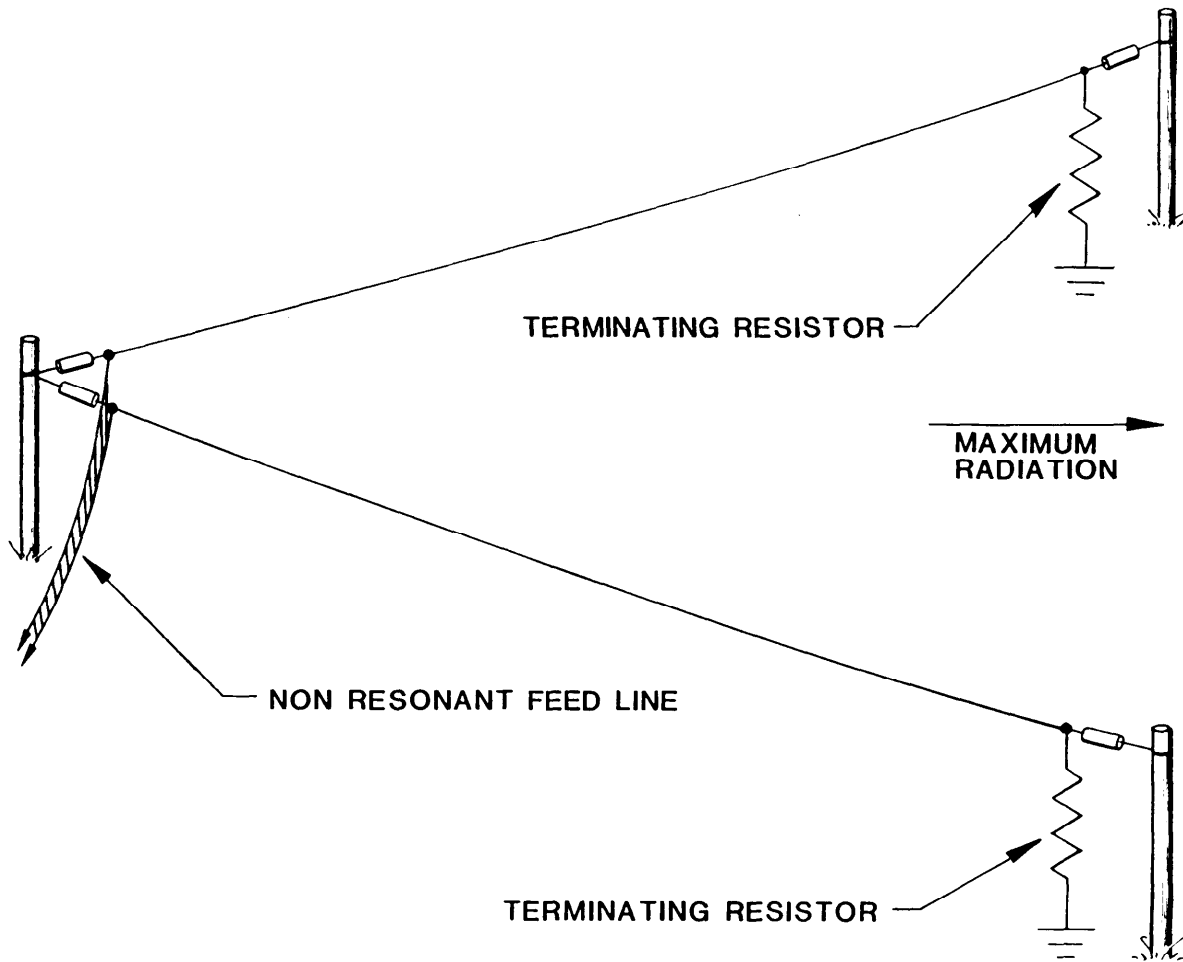 TERMINATING RESISTOR
MAXIMUM
RADIATION
NON RESONANT FEED LINE
TERMINATING RESISTOR